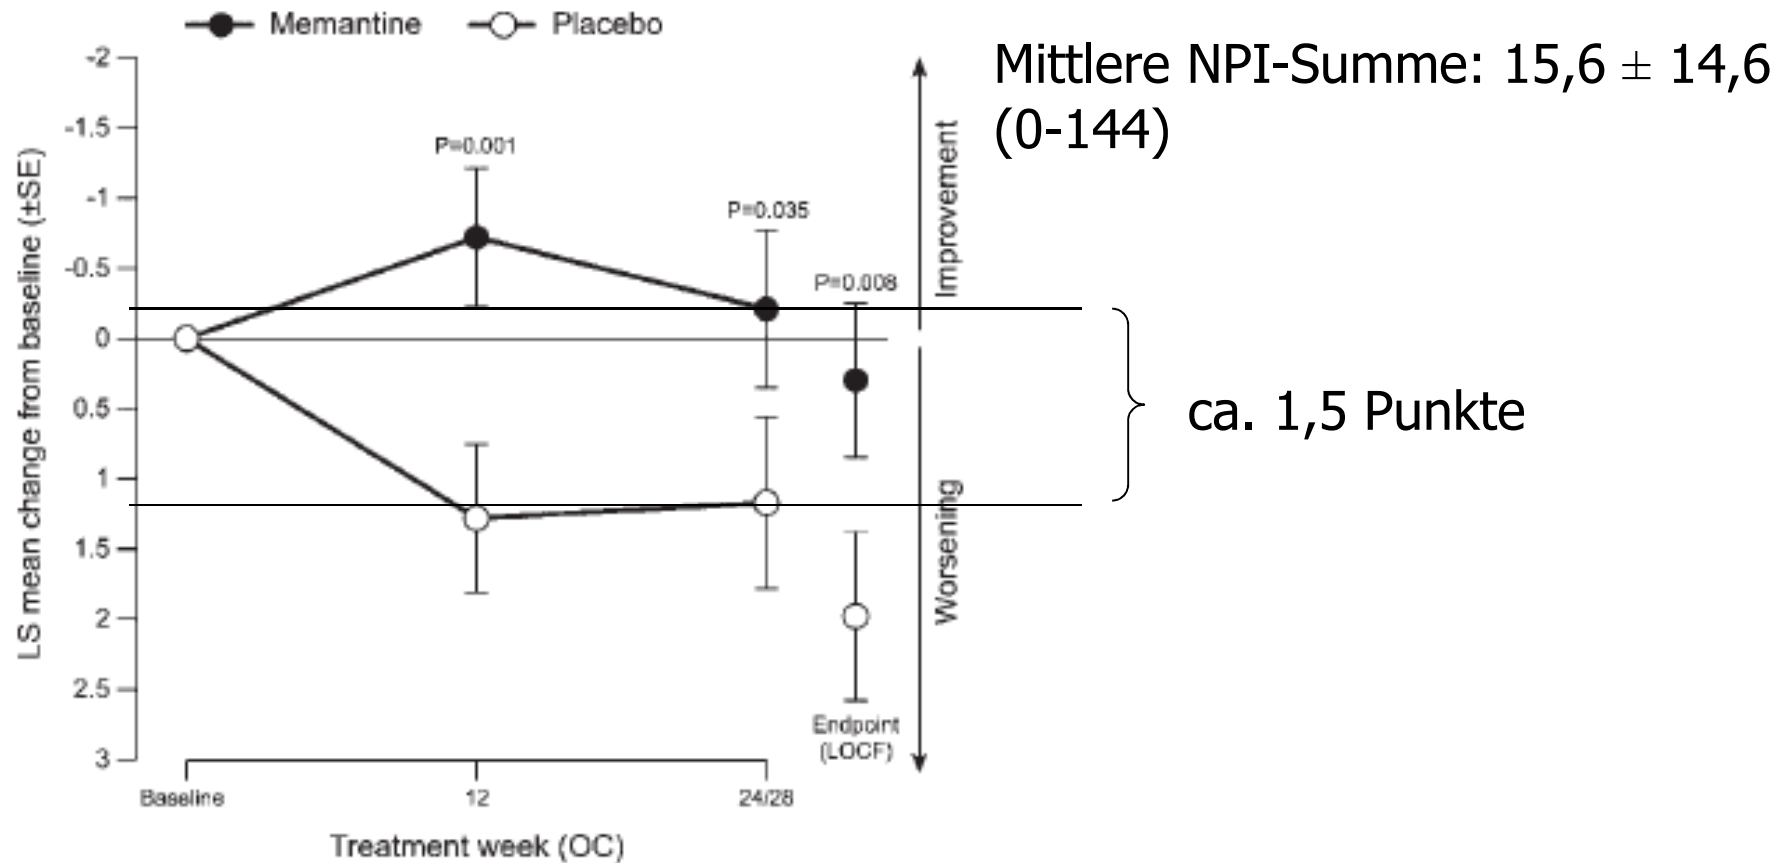 Memantine
Placebo
Mittlere NPI-Summe: 15,6 ± 14,6
(0-144)
-2
-1.5
-1
-0.5
0
0.5
1
1.5
2
2.5
3
LS mean change from baseline (±SE)
P=0.001
P=0.035
P=0.008
Improvement
Worsening
ca. 1,5 Punkte
Endpoint
(LOCF)
Baseline
12
24/28
Treatment week (OC)